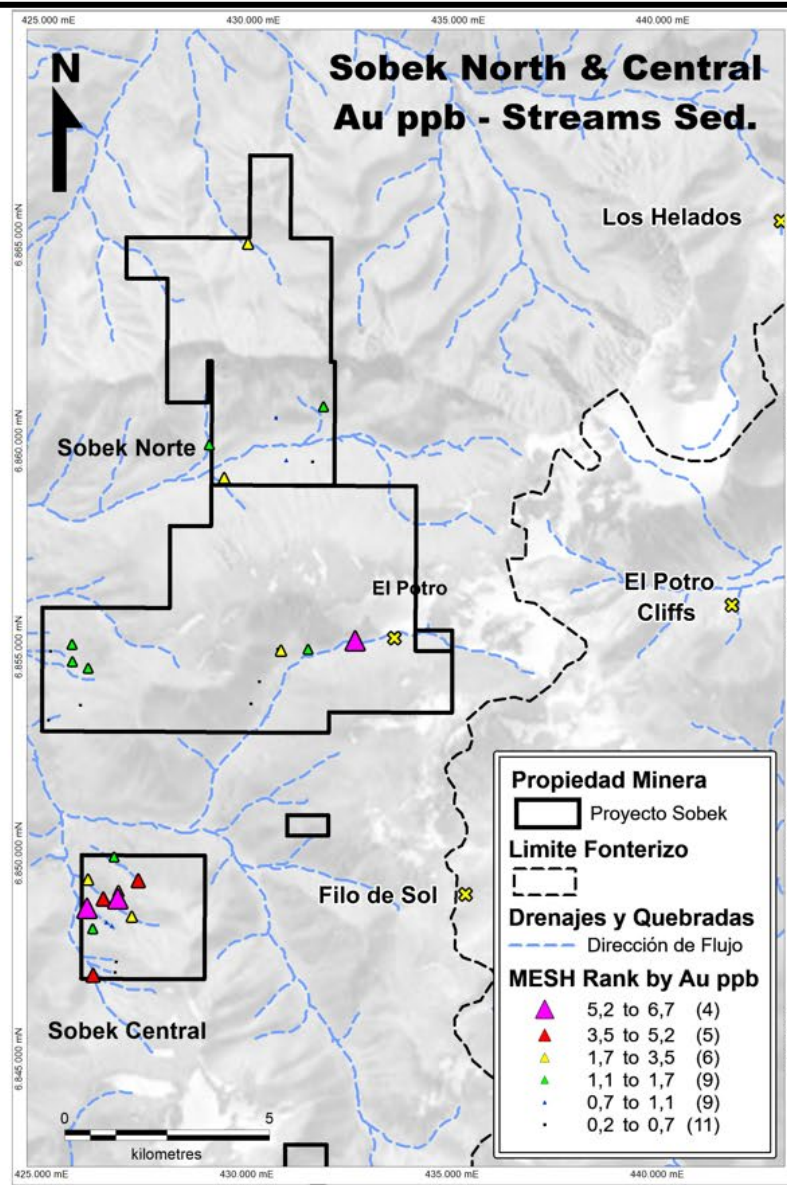 425.000 mE 430.000 mE 435.000 mE 440.000 mE
N
Sobek North & Central
Au ppb - Streams Sed.
Los Helados
6.865.000 mN
Sobek Norte
6.860.000 mN
El Potro
El Potro
Cliffs
6.855.000 mN
6.850.000 mN
Filo de Sol
Sobek Central
6.845.000 mN
0 5
kilometres
Propiedad Minera
Proyecto Sobek
Limite Fonterizo
Drenajes y Quebradas
Dirección de Flujo
MESH Rank by Au ppb
5,2 to 6,7 (4)
3,5 to 5,2 (5)
1,7 to 3,5 (6)
1,1 to 1,7 (9)
0,7 to 1,1 (9)
0,2 to 0,7 (11)
425.000 mE 430.000 mE 435.000 mE 440.000 mE